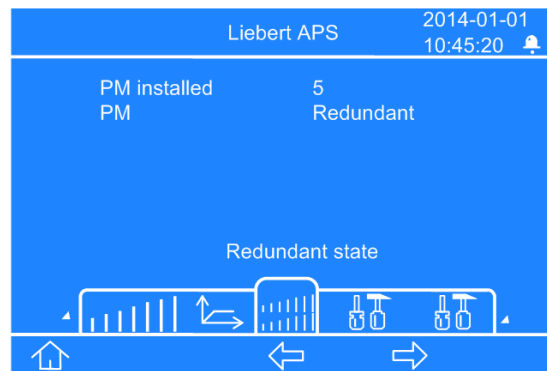 Liebert APS
2014-01-01
10:45:20
PM installed 5
PM Redundant
Redundant state